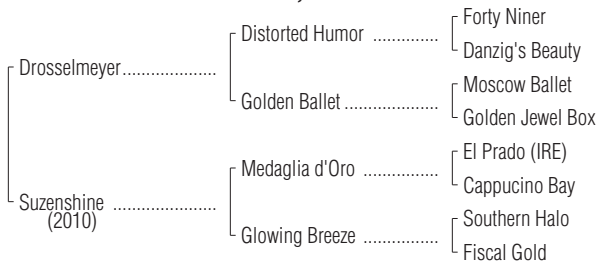 Forty Niner
Distorted Humor ..............
Danzig's Beauty
Drosselmeyer....................
Moscow Ballet
Golden Ballet ....................
Golden Jewel Box
El Prado (IRE)
Medaglia d'Oro ................
Cappucino Bay
Suzenshine ......................
(2010)
Southern Halo
Glowing Breeze ................
Fiscal Gold